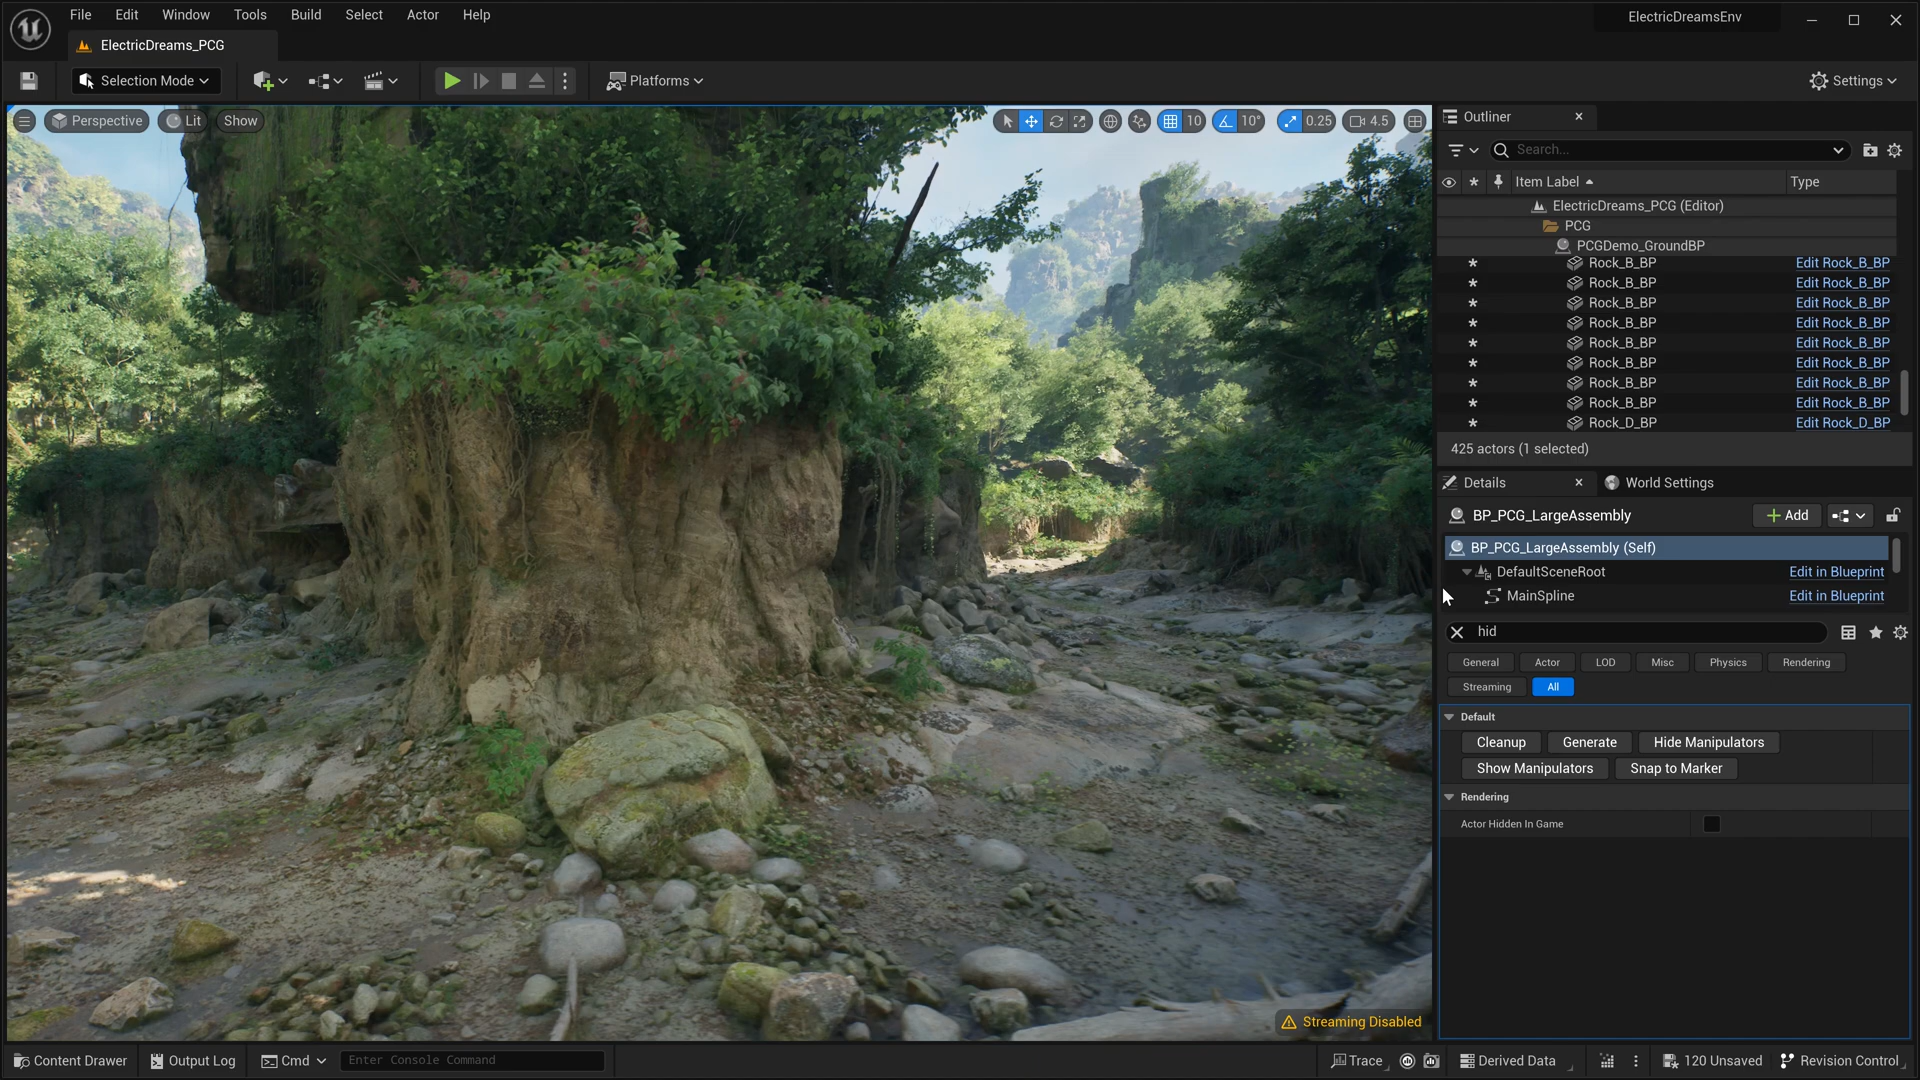 File Edit Window Tools Build Select Actor Help
ElectricDreamsEnv
ElectricDreams_PCG
Selection Mode
Platforms
Settings
Perspective Lit Show
10 10° 0.25 4.5
Outliner
Search...
Item Label Type
ElectricDreams_PCG (Editor)
PCG
PCGDemo_GroundBP
Rock_B_BP Edit Rock_B_BP
Rock_B_BP Edit Rock_B_BP
Rock_B_BP Edit Rock_B_BP
Rock_B_BP Edit Rock_B_BP
Rock_B_BP Edit Rock_B_BP
Rock_B_BP Edit Rock_B_BP
Rock_B_BP Edit Rock_B_BP
Rock_B_BP Edit Rock_B_BP
Rock_D_BP Edit Rock_D_BP
425 actors (1 selected)
Details World Settings
BP_PCG_LargeAssembly + Add
BP_PCG_LargeAssembly (Self)
DefaultSceneRoot Edit in Blueprint
MainSpline Edit in Blueprint
hid
General Actor LOD Misc Physics Rendering
Streaming All
Default
Cleanup Generate Hide Manipulators
Show Manipulators Snap to Marker
Rendering
Actor Hidden In Game
Streaming Disabled
Content Drawer Output Log Cmd Enter Console Command Trace Derived Data 120 Unsaved Revision Control